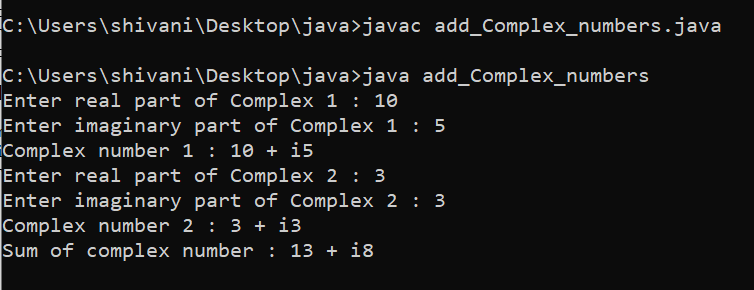 C:\Users\shivani\Desktop\java>javac add_Complex_numbers.java
C:\Users\shivani\Desktop\java>java add_Complex_numbers
Enter real part of Complex 1 : 10
Enter imaginary part of Complex 1 : 5
Complex number 1 : 10 + i5
Enter real part of Complex 2 : 3
Enter imaginary part of Complex 2 : 3
Complex number 2 : 3 + i3
Sum of complex number : 13 + i8